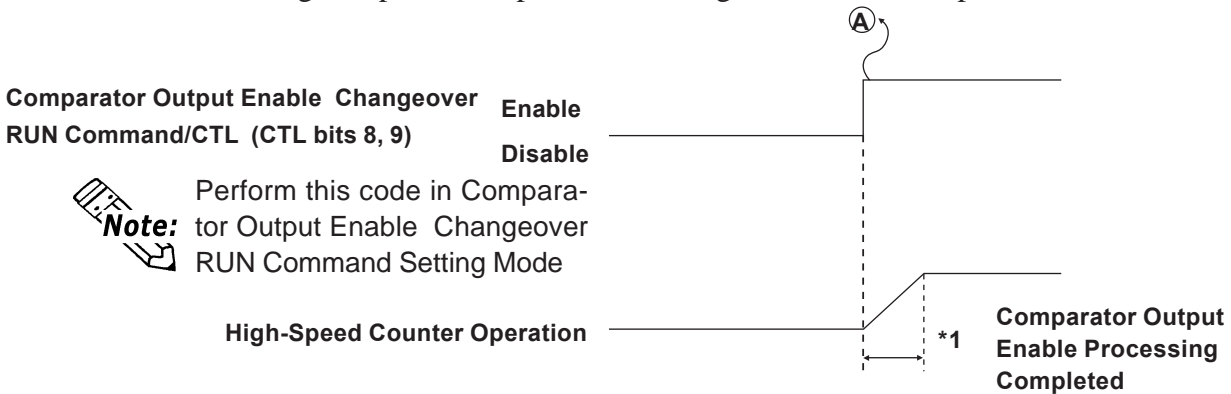 A
Comparator Output Enable Changeover
RUN Command/CTL (CTL bits 8, 9)
Enable
Disable
Note:
Perform this code in Compara-
tor Output Enable Changeover
RUN Command Setting Mode
High-Speed Counter Operation
*1
Comparator Output
Enable Processing
Completed